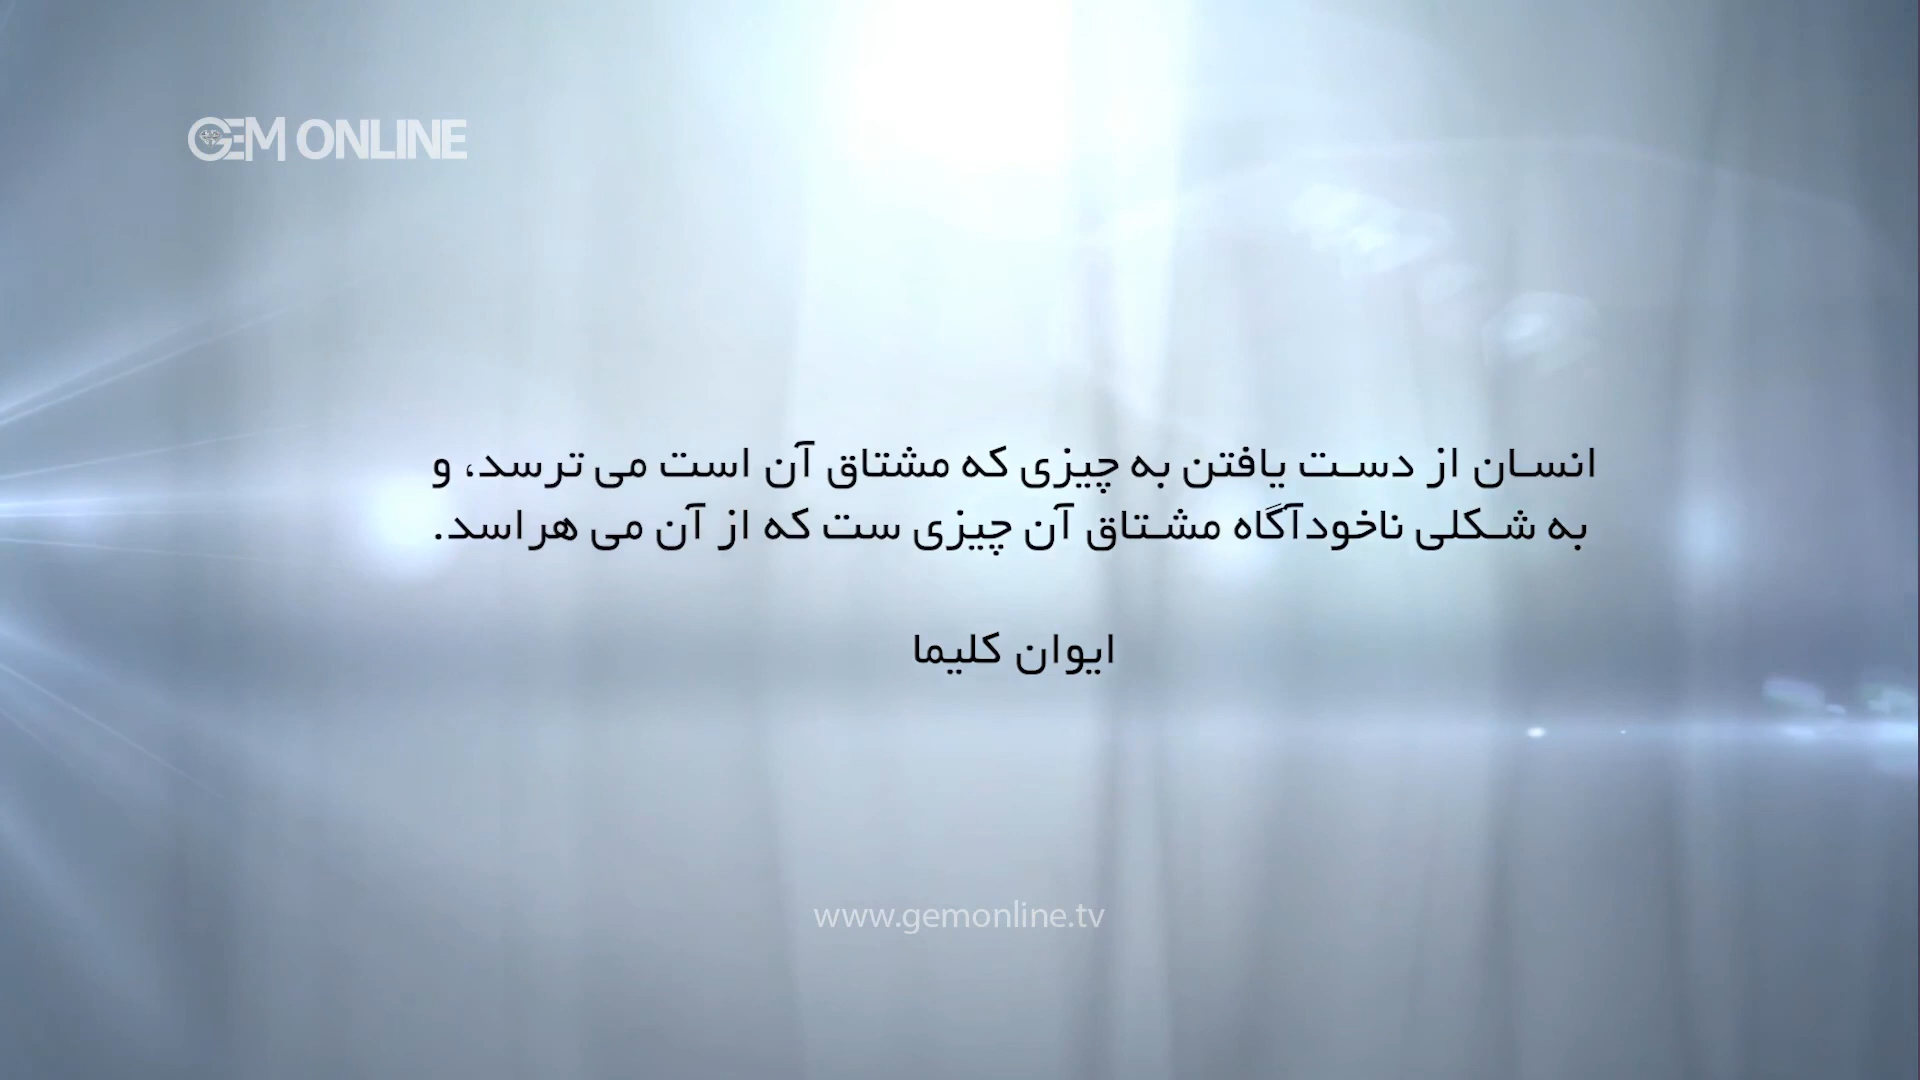 GEM ONLINE
انسان از دست یافتن به چیزی که مشتاق آن است می ترسد، و
به شکلی ناخودآگاه مشتاق آن چیزی ست که از آن می هراسد.
ایوان کلیما
www.gemonline.tv